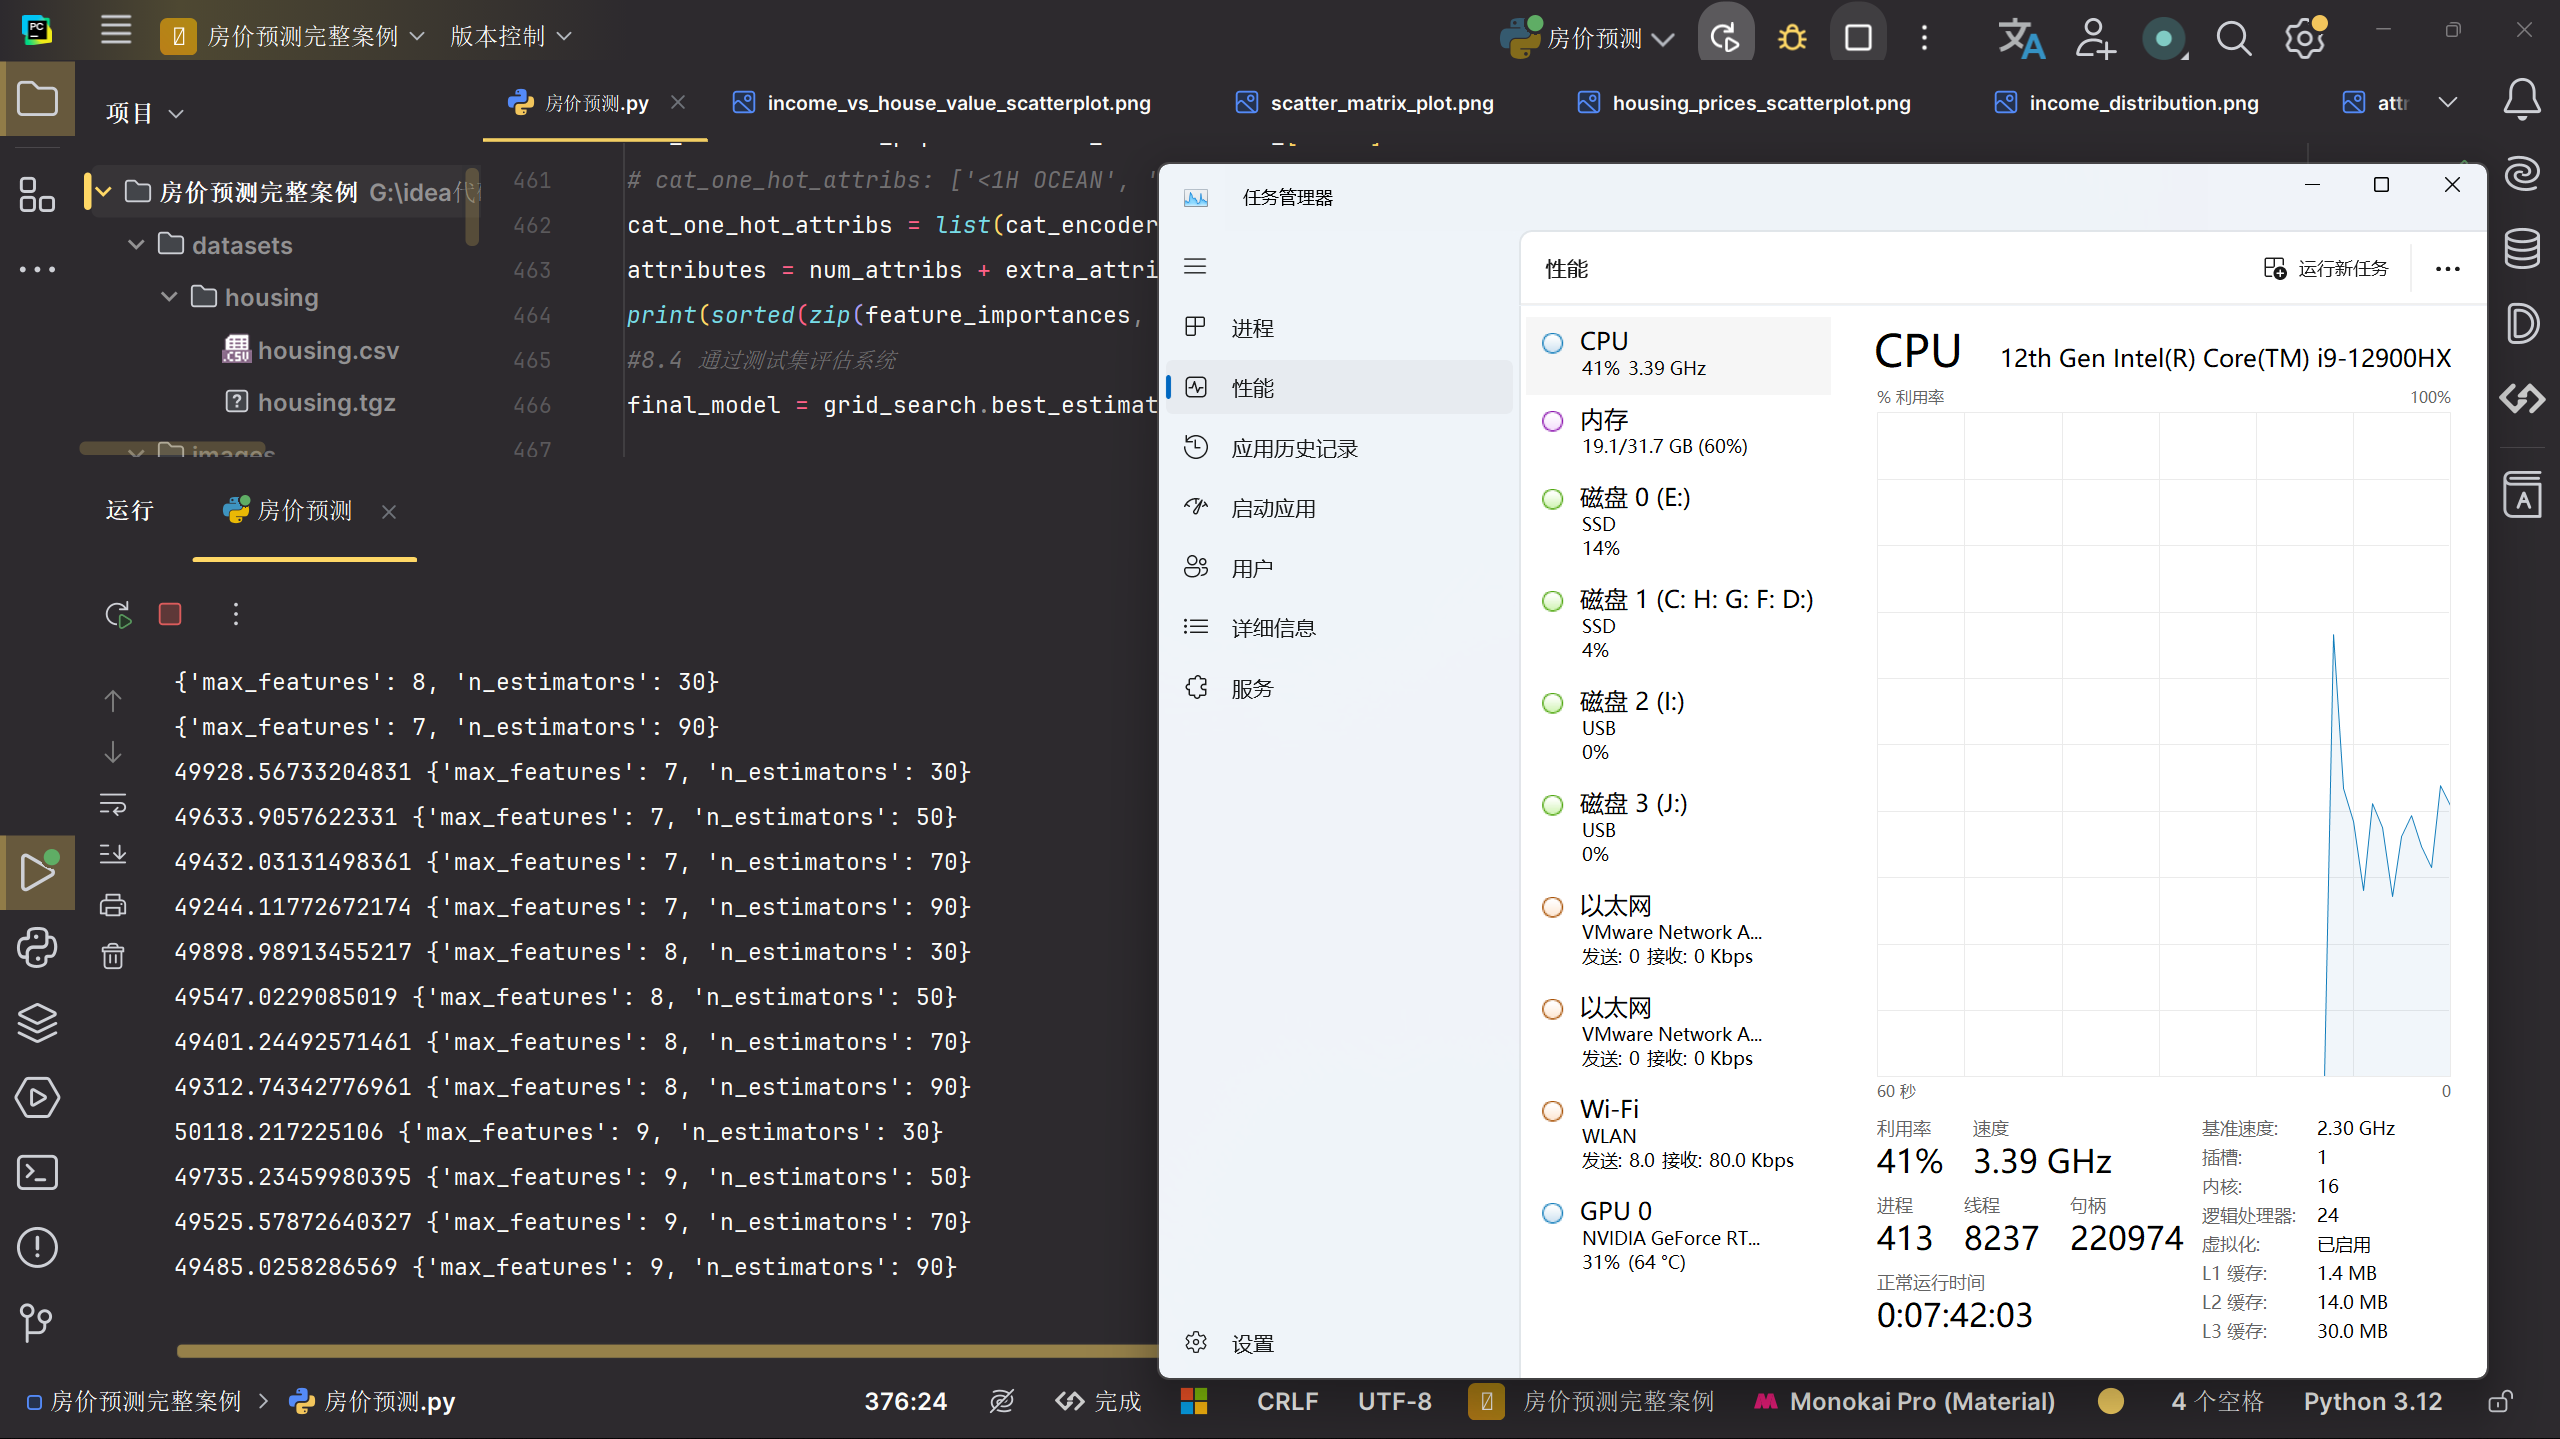 PC
房价预测完整案例
版本控制
房价预测
项目
房价预测.py
income_vs_house_value_scatterplot.png
scatter_matrix_plot.png
housing_prices_scatterplot.png
income_distribution.png
房价预测完整案例 G:\idea
datasets
housing
housing.csv
housing.tgz
images
461 # cat_one_hot_attribs: ['<1H OCEAN', '
462 cat_one_hot_attribs = list(cat_encoder
463 attributes = num_attribs + extra_attri
464 print(sorted(zip(feature_importances,
465 #8.4 通过测试集评估系统
466 final_model = grid_search.best_estimat
467
运行
房价预测
{'max_features': 8, 'n_estimators': 30}
{'max_features': 7, 'n_estimators': 90}
49928.56733204831 {'max_features': 7, 'n_estimators': 30}
49633.9057622331 {'max_features': 7, 'n_estimators': 50}
49432.03131498361 {'max_features': 7, 'n_estimators': 70}
49244.11772672174 {'max_features': 7, 'n_estimators': 90}
49898.98913455217 {'max_features': 8, 'n_estimators': 30}
49547.0229085019 {'max_features': 8, 'n_estimators': 50}
49401.24492571461 {'max_features': 8, 'n_estimators': 70}
49312.74342776961 {'max_features': 8, 'n_estimators': 90}
50118.217225106 {'max_features': 9, 'n_estimators': 30}
49735.23459980395 {'max_features': 9, 'n_estimators': 50}
49525.57872640327 {'max_features': 9, 'n_estimators': 70}
49485.0258286569 {'max_features': 9, 'n_estimators': 90}
任务管理器
进程
性能
应用历史记录
启动应用
用户
详细信息
服务
设置
性能
运行新任务
CPU
41% 3.39 GHz
内存
19.1/31.7 GB (60%)
磁盘 0 (E:)
SSD
14%
磁盘 1 (C: H: G: F: D:)
SSD
4%
磁盘 2 (I:)
USB
0%
磁盘 3 (J:)
USB
0%
以太网
VMware Network A...
发送: 0 接收: 0 Kbps
以太网
VMware Network A...
发送: 0 接收: 0 Kbps
Wi-Fi
WLAN
发送: 8.0 接收: 80.0 Kbps
GPU 0
NVIDIA GeForce RT...
31% (64 °C)
CPU
12th Gen Intel(R) Core(TM) i9-12900HX
% 利用率
100%
60 秒
0
利用率 速度
41% 3.39 GHz
进程 线程 句柄
413 8237 220974
正常运行时间
0:07:42:03
基准速度: 2.30 GHz
插槽: 1
内核: 16
逻辑处理器: 24
虚拟化: 已启用
L1 缓存: 1.4 MB
L2 缓存: 14.0 MB
L3 缓存: 30.0 MB
房价预测完整案例
房价预测.py
376:24
完成
CRLF
UTF-8
房价预测完整案例
Monokai Pro (Material)
4 个空格
Python 3.12